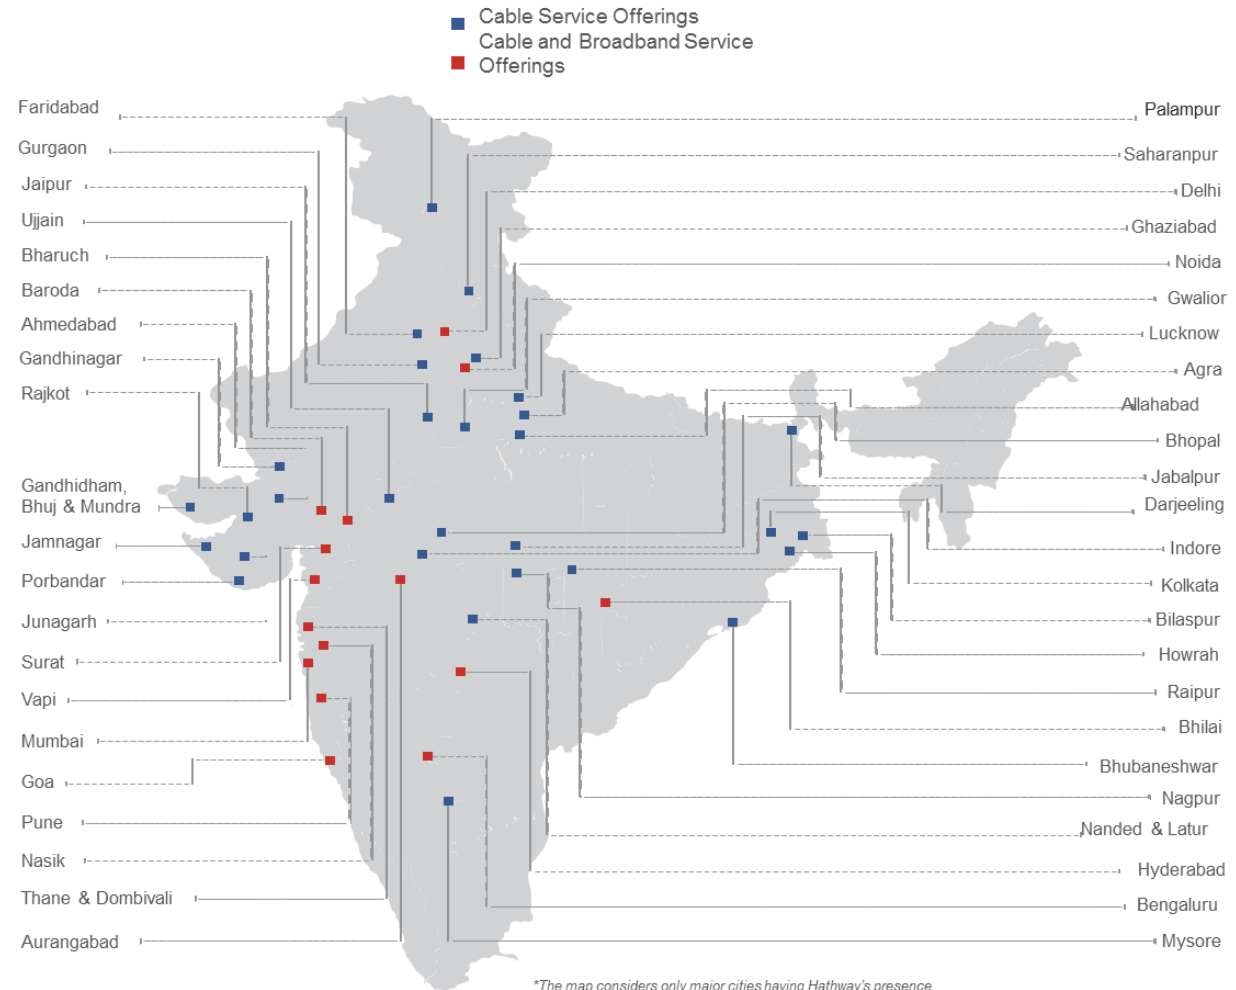 Cable Service Offerings
Cable and Broadband Service
Offerings
Faridabad
Gurgaon
Jaipur
Ujjain
Bharuch
Baroda
Ahmedabad
Gandhinagar
Rajkot
Gandhidham,
Bhuj & Mundra
Jamnagar
Porbandar
Junagarh
Surat
Vapi
Mumbai
Goa
Pune
Nasik
Thane & Dombivali
Aurangabad
Palampur
Saharanpur
Delhi
Ghaziabad
Noida
Gwalior
Lucknow
Agra
Allahabad
Bhopal
Jabalpur
Darjeeling
Indore
Kolkata
Bilaspur
Howrah
Raipur
Bhilai
Bhubaneshwar
Nagpur
Nanded & Latur
Hyderabad
Bengaluru
Mysore
*The map considers only major cities having Hathway's presence